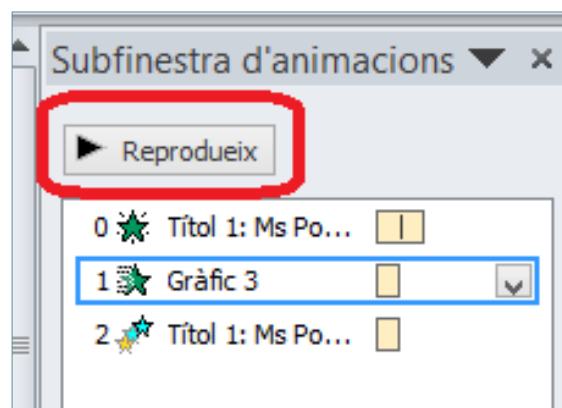 Subfinestra d'animacions
Reprodueix
0 Títol 1: Ms Po...
1 Gràfic 3
2 Títol 1: Ms Po...